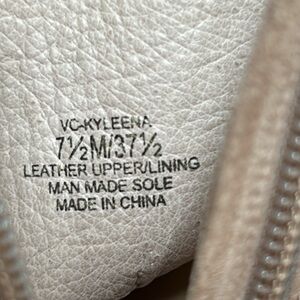 VC-KYLEENA
7½M/37½
LEATHER UPPER/LINING
MAN MADE SOLE
MADE IN CHINA